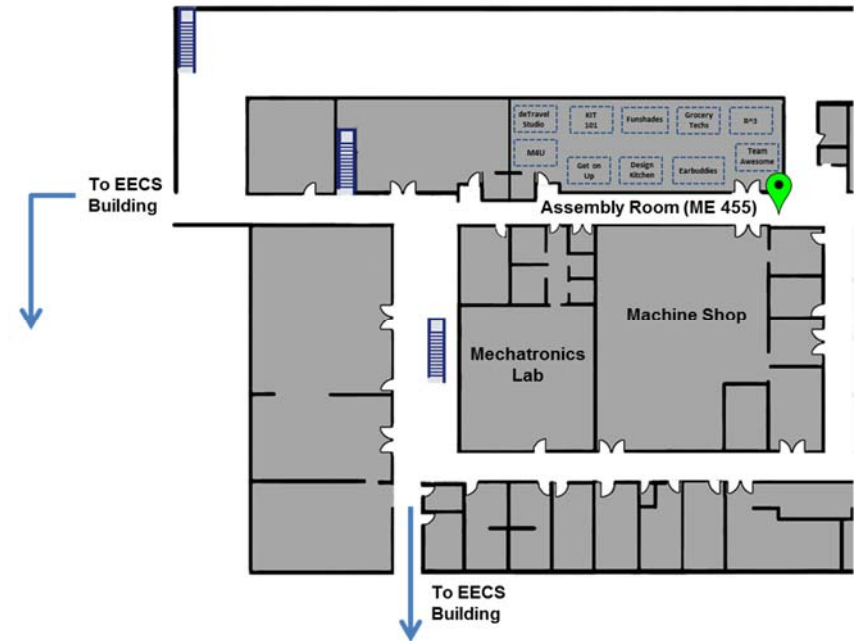 deTravel
Studio
KIT
101
Funshades
Grocery
Techs
R^3
M4U
Get on
Up
Design
Kitchen
Earbuddies
Team
Awesome
To EECS
Building
Assembly Room (ME 455)
Machine Shop
Mechatronics
Lab
To EECS
Building